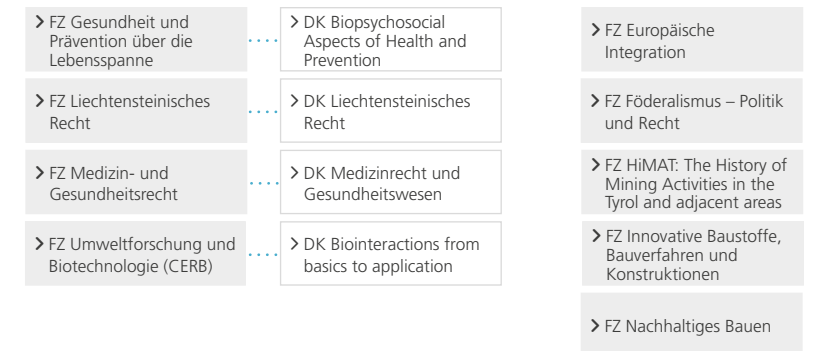 > FZ Gesundheit und
Prävention über die
Lebensspanne
> DK Biopsychosocial
Aspects of Health and
Prevention
> FZ Liechtensteinisches
Recht
> DK Liechtensteinisches
Recht
> FZ Medizin- und
Gesundheitsrecht
> DK Medizinrecht und
Gesundheitswesen
> FZ Umweltforschung und
Biotechnologie (CERB)
> DK Biointeractions from
basics to application
> FZ Europäische
Integration
> FZ Föderalismus – Politik
und Recht
> FZ HiMAT: The History of
Mining Activities in the
Tyrol and adjacent areas
> FZ Innovative Baustoffe,
Bauverfahren und
Konstruktionen
> FZ Nachhaltiges Bauen